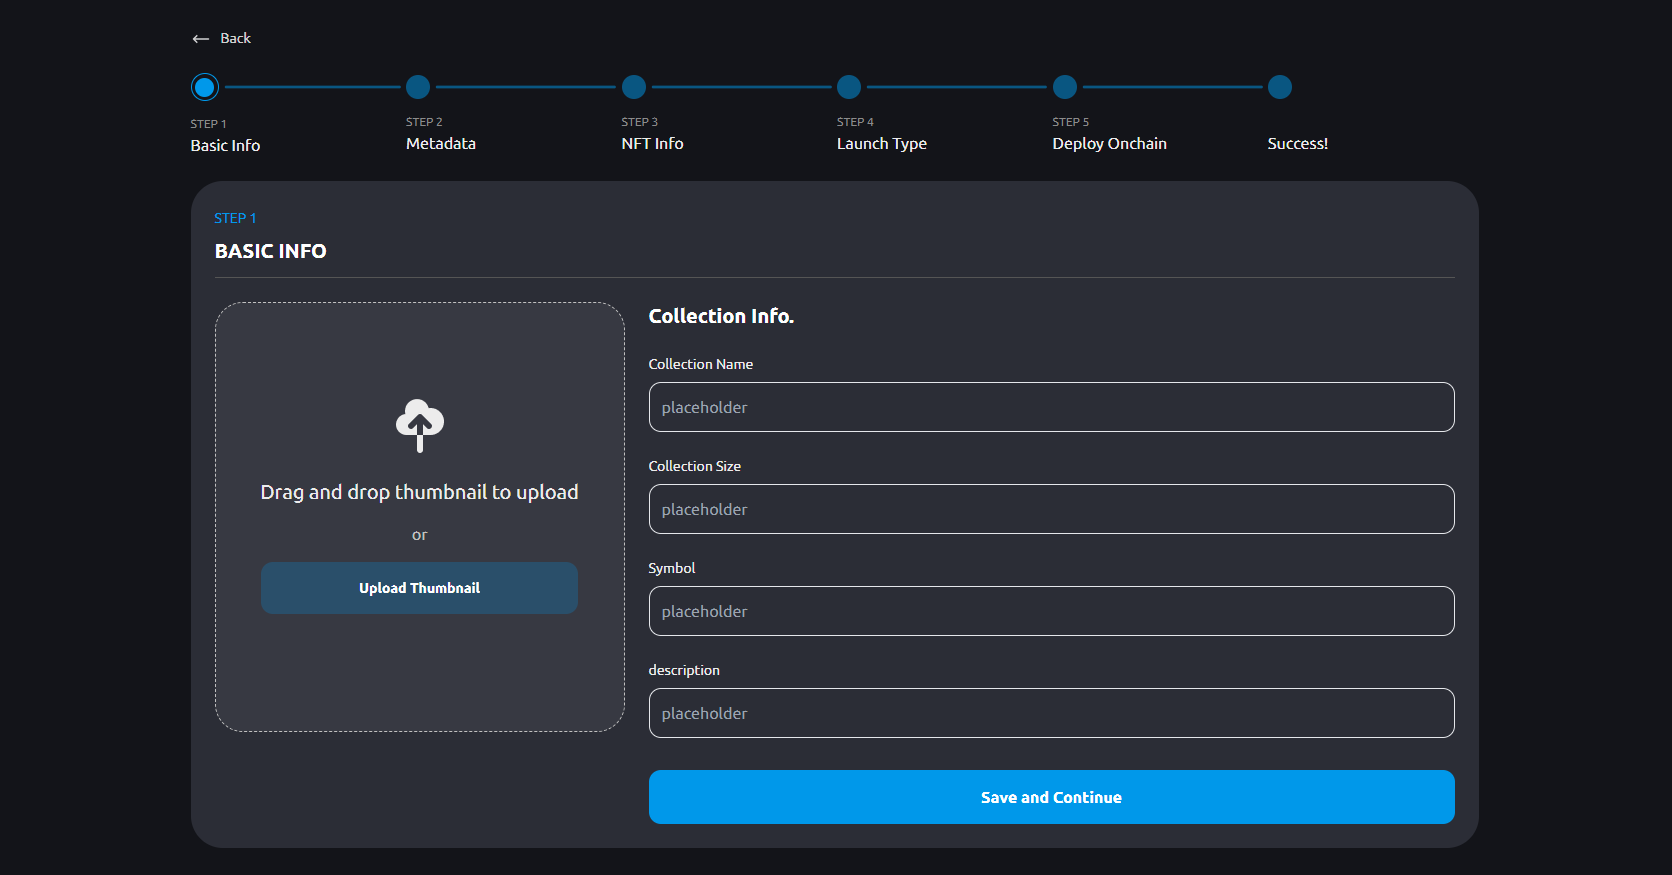 Back
STEP 1
Basic Info
STEP 2
Metadata
STEP 3
NFT Info
STEP 4
Launch Type
STEP 5
Deploy Onchain
Success!
STEP 1
BASIC INFO
Drag and drop thumbnail to upload
or
Upload Thumbnail
Collection Info.
Collection Name
placeholder
Collection Size
placeholder
Symbol
placeholder
description
placeholder
Save and Continue